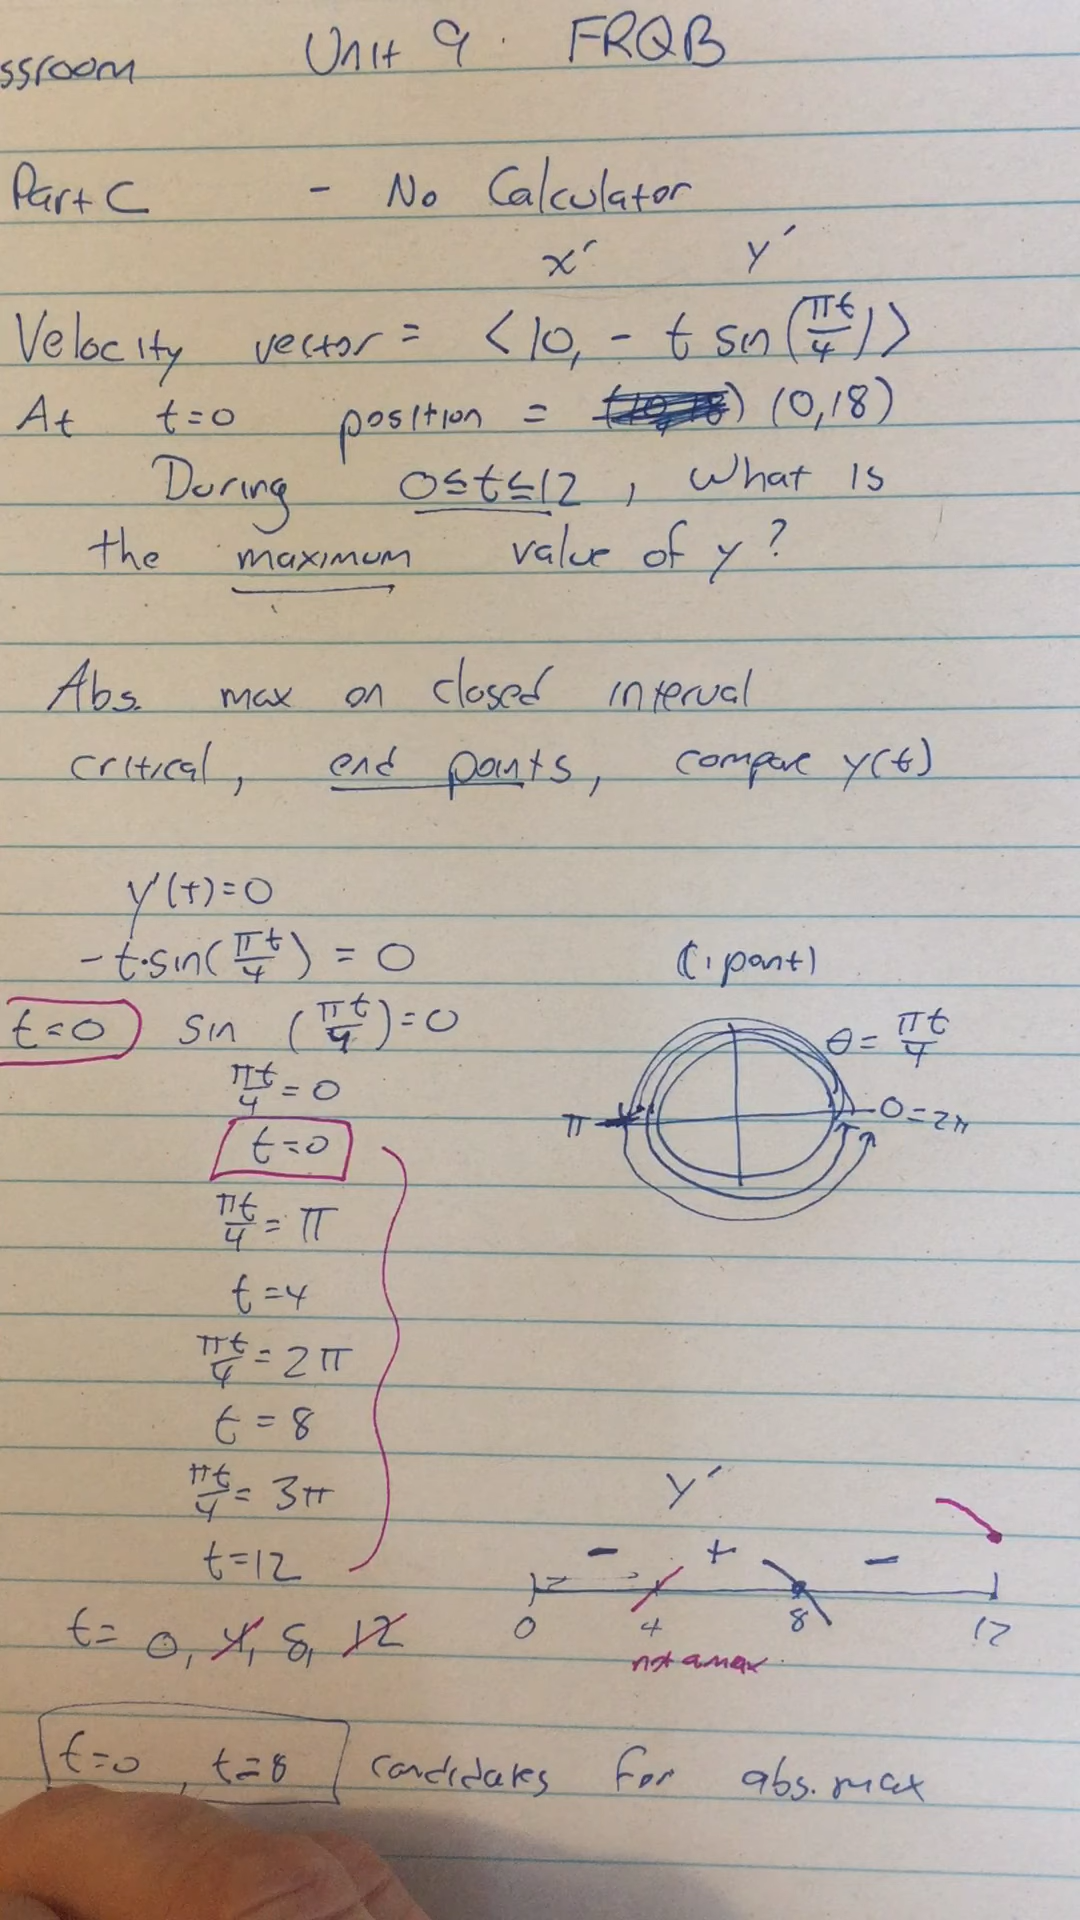 ssroom Unit 9. FRQB
Part C - No Calculator
x' y'
Velocity vector = <10, - t sin(πt/4)>
At t=0 position = (0,18)
During 0≤t≤12, what is
the maximum value of y?
Abs. max on closed interval
critical, end points, compare y(t)
y'(t)=0
-t·sin(πt/4) = 0 (1 point)
t=0 sin (πt/4)=0 θ = πt/4
πt/4 = 0
π 0=2π
t=0
πt/4 = π
t=4
πt/4 = 2π
t = 8
πt/4 = 3π
y'
t=12 - + -
t= 0, 4, 8, 12 0 4 8 12
not a max
t=0, t=8 candidates for abs. max